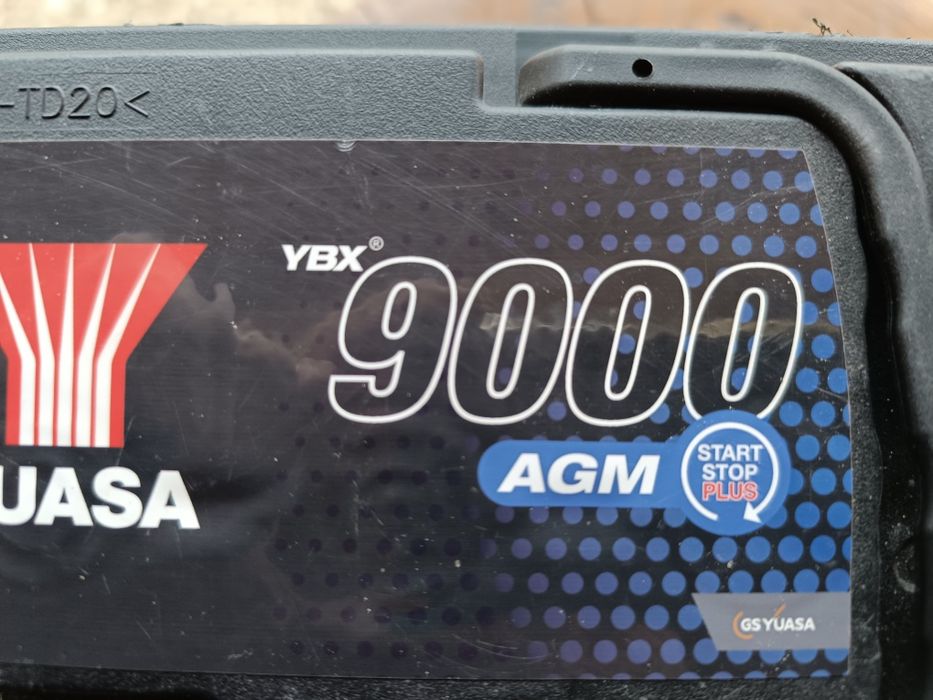 -TD20<
YBX®
9000
UASA
AGM
START
STOP
PLUS
GS YUASA